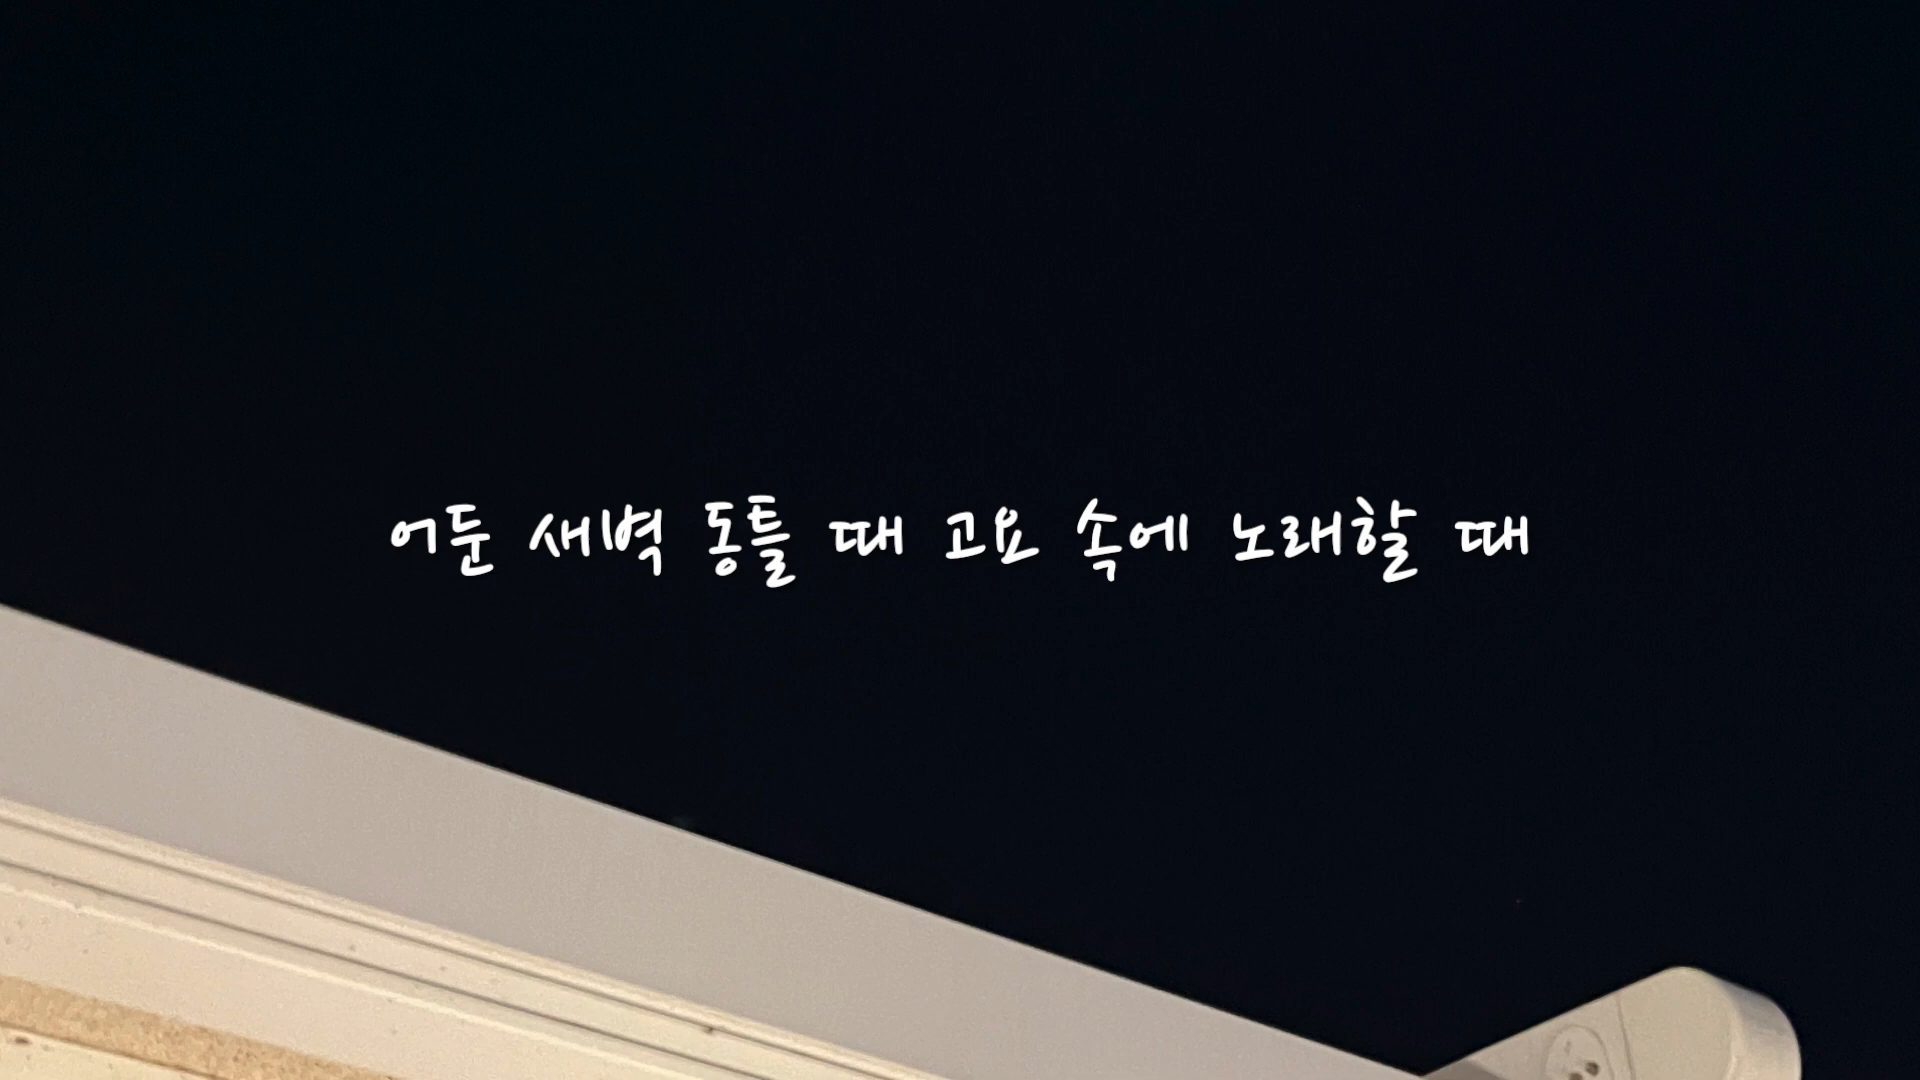 어둔 새벽 동틀 때 고요 속에 노래할 때